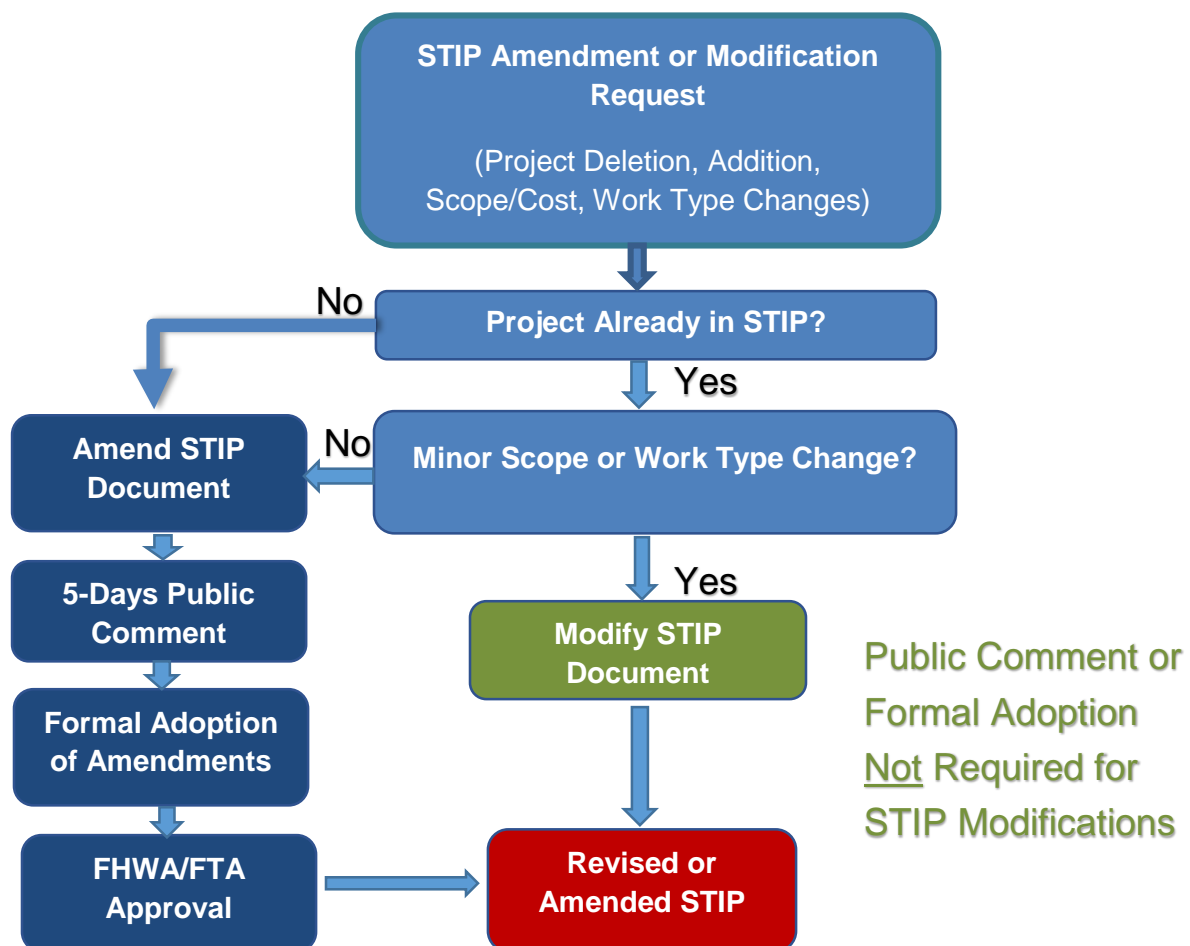 STIP Amendment or Modification
Request
(Project Deletion, Addition,
Scope/Cost, Work Type Changes)
No
Project Already in STIP?
Yes
Amend STIP
Document
No
Minor Scope or Work Type Change?
5-Days Public
Comment
Yes
Modify STIP
Document
Public Comment or
Formal Adoption
Not Required for
STIP Modifications
Formal Adoption
of Amendments
FHWA/FTA
Approval
Revised or
Amended STIP